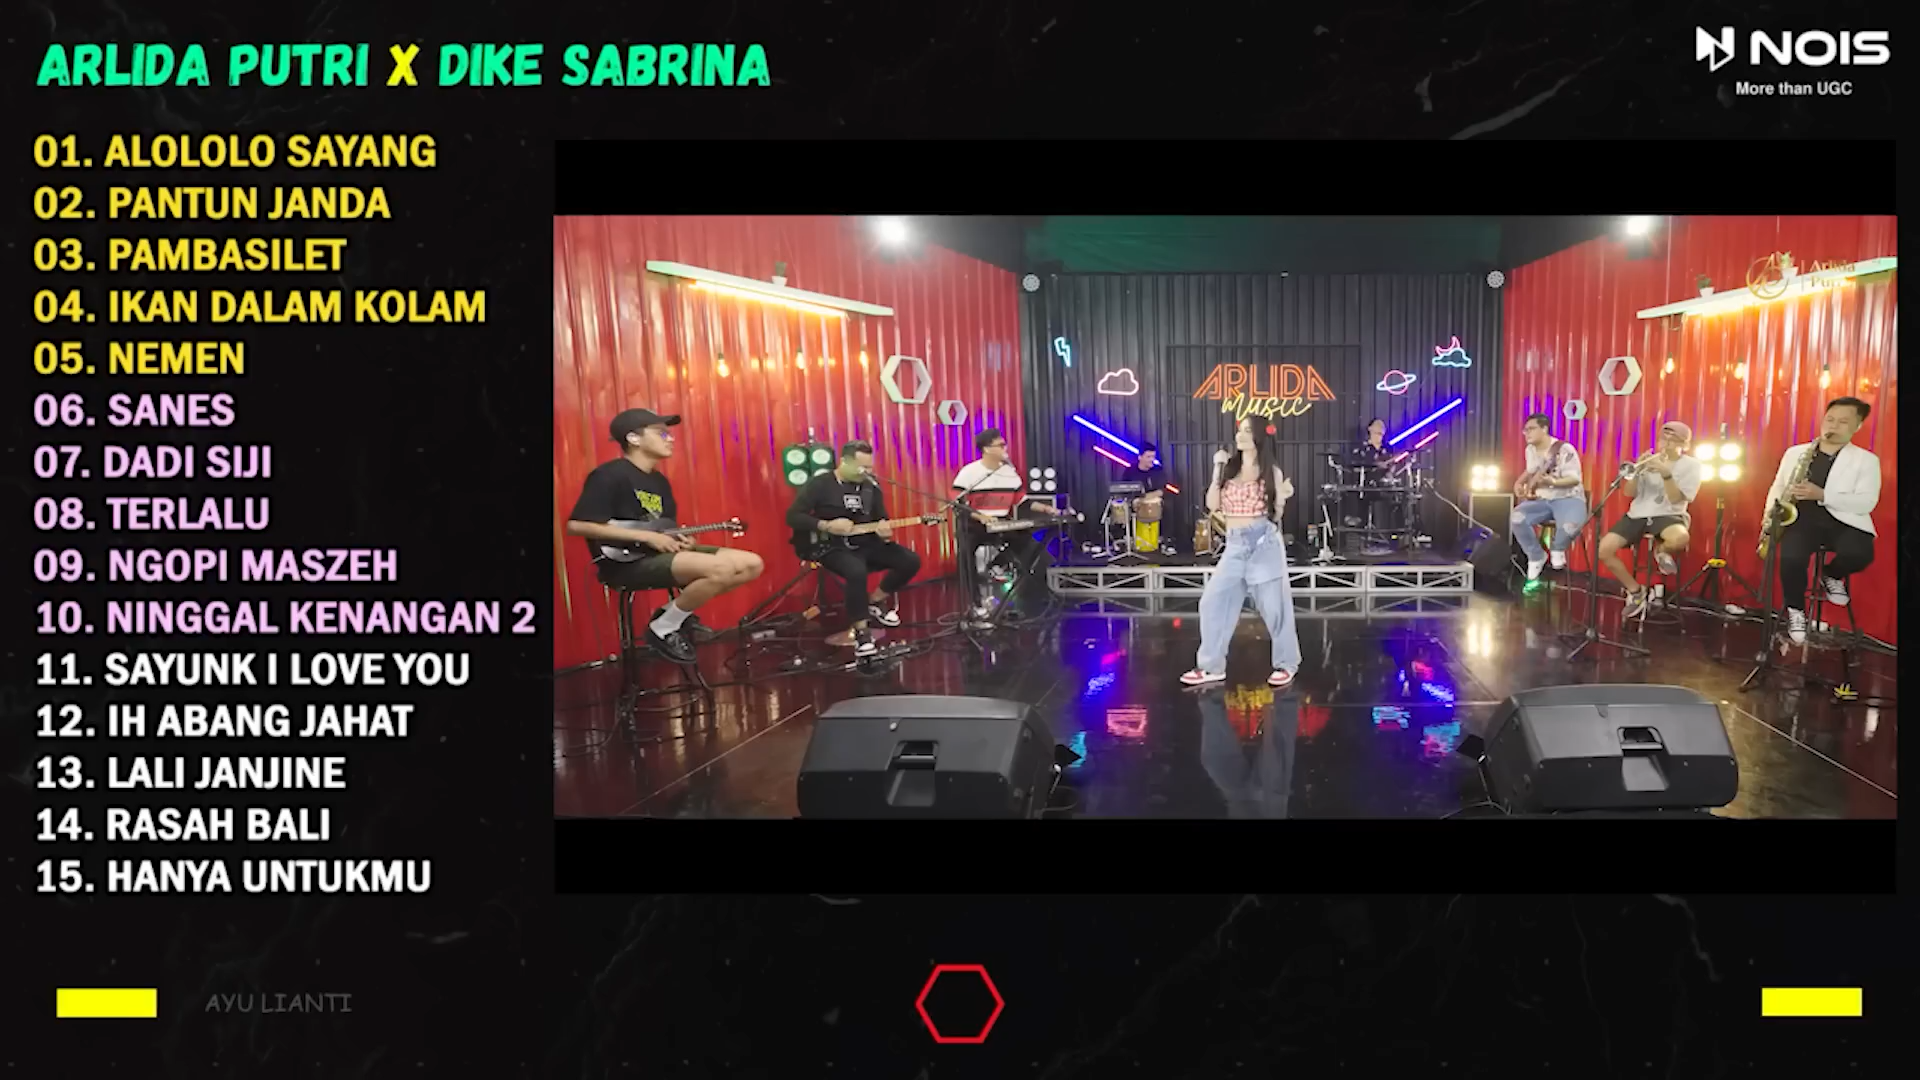 ARLIDA PUTRI X DIKE SABRINA
NOIS
More than UGC
01. ALOLOLO SAYANG
02. PANTUN JANDA
03. PAMBASILET
04. IKAN DALAM KOLAM
05. NEMEN
06. SANES
07. DADI SIJI
08. TERLALU
09. NGOPI MASZEH
10. NINGGAL KENANGAN 2
11. SAYUNK I LOVE YOU
12. IH ABANG JAHAT
13. LALI JANJINE
14. RASAH BALI
15. HANYA UNTUKMU
Arlida
ARLIDA
music
AYU LIANTI